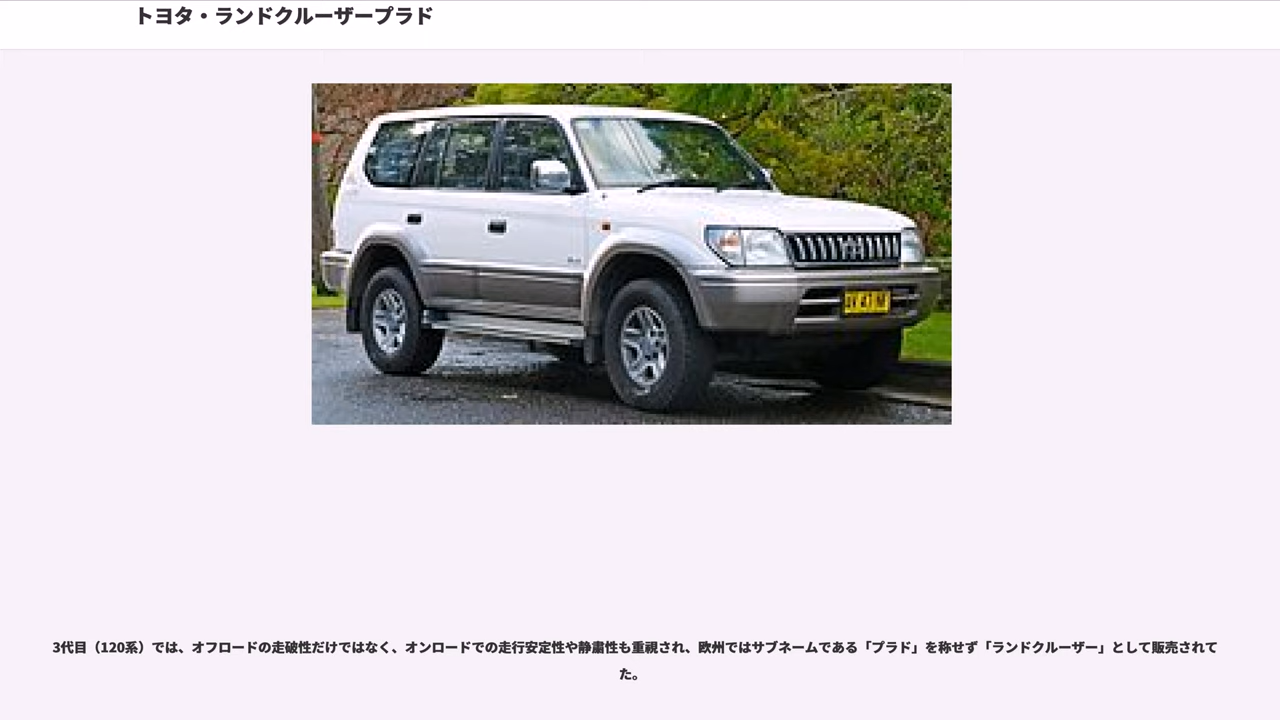 トヨタ・ランドクルーザープラド
3代目（120系）では、オフロードの走破性だけではなく、オンロードでの走行安定性や静粛性も重視され、欧州ではサブネームである「プラド」を称せず「ランドクルーザー」として販売されて
た。